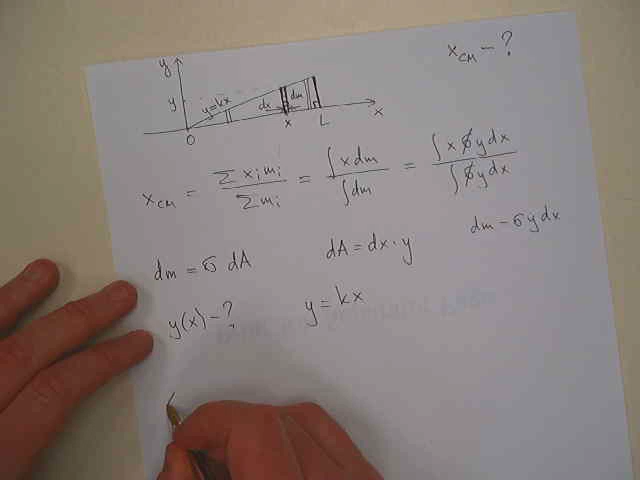 x_CM – ?
y
y
y=kx
dx
dm
O
x
L
x
x_CM = Σ x_i m_i / Σ m_i = ∫ x dm / ∫ dm = ∫ x σ y dx / ∫ σ y dx
dm = σ dA dA = dx · y dm – σ y dx
y(x) – ? y = kx